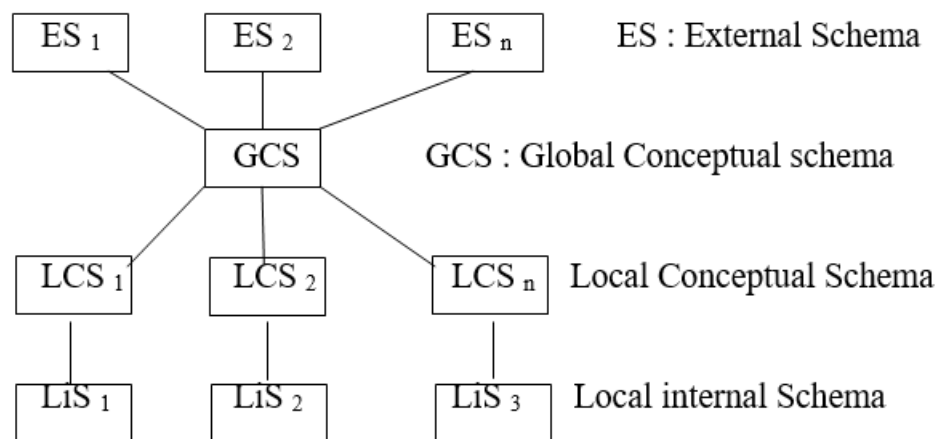 ES 1 ES 2 ES n ES : External Schema
GCS GCS : Global Conceptual schema
LCS 1 LCS 2 LCS n Local Conceptual Schema
LiS 1 LiS 2 LiS 3 Local internal Schema